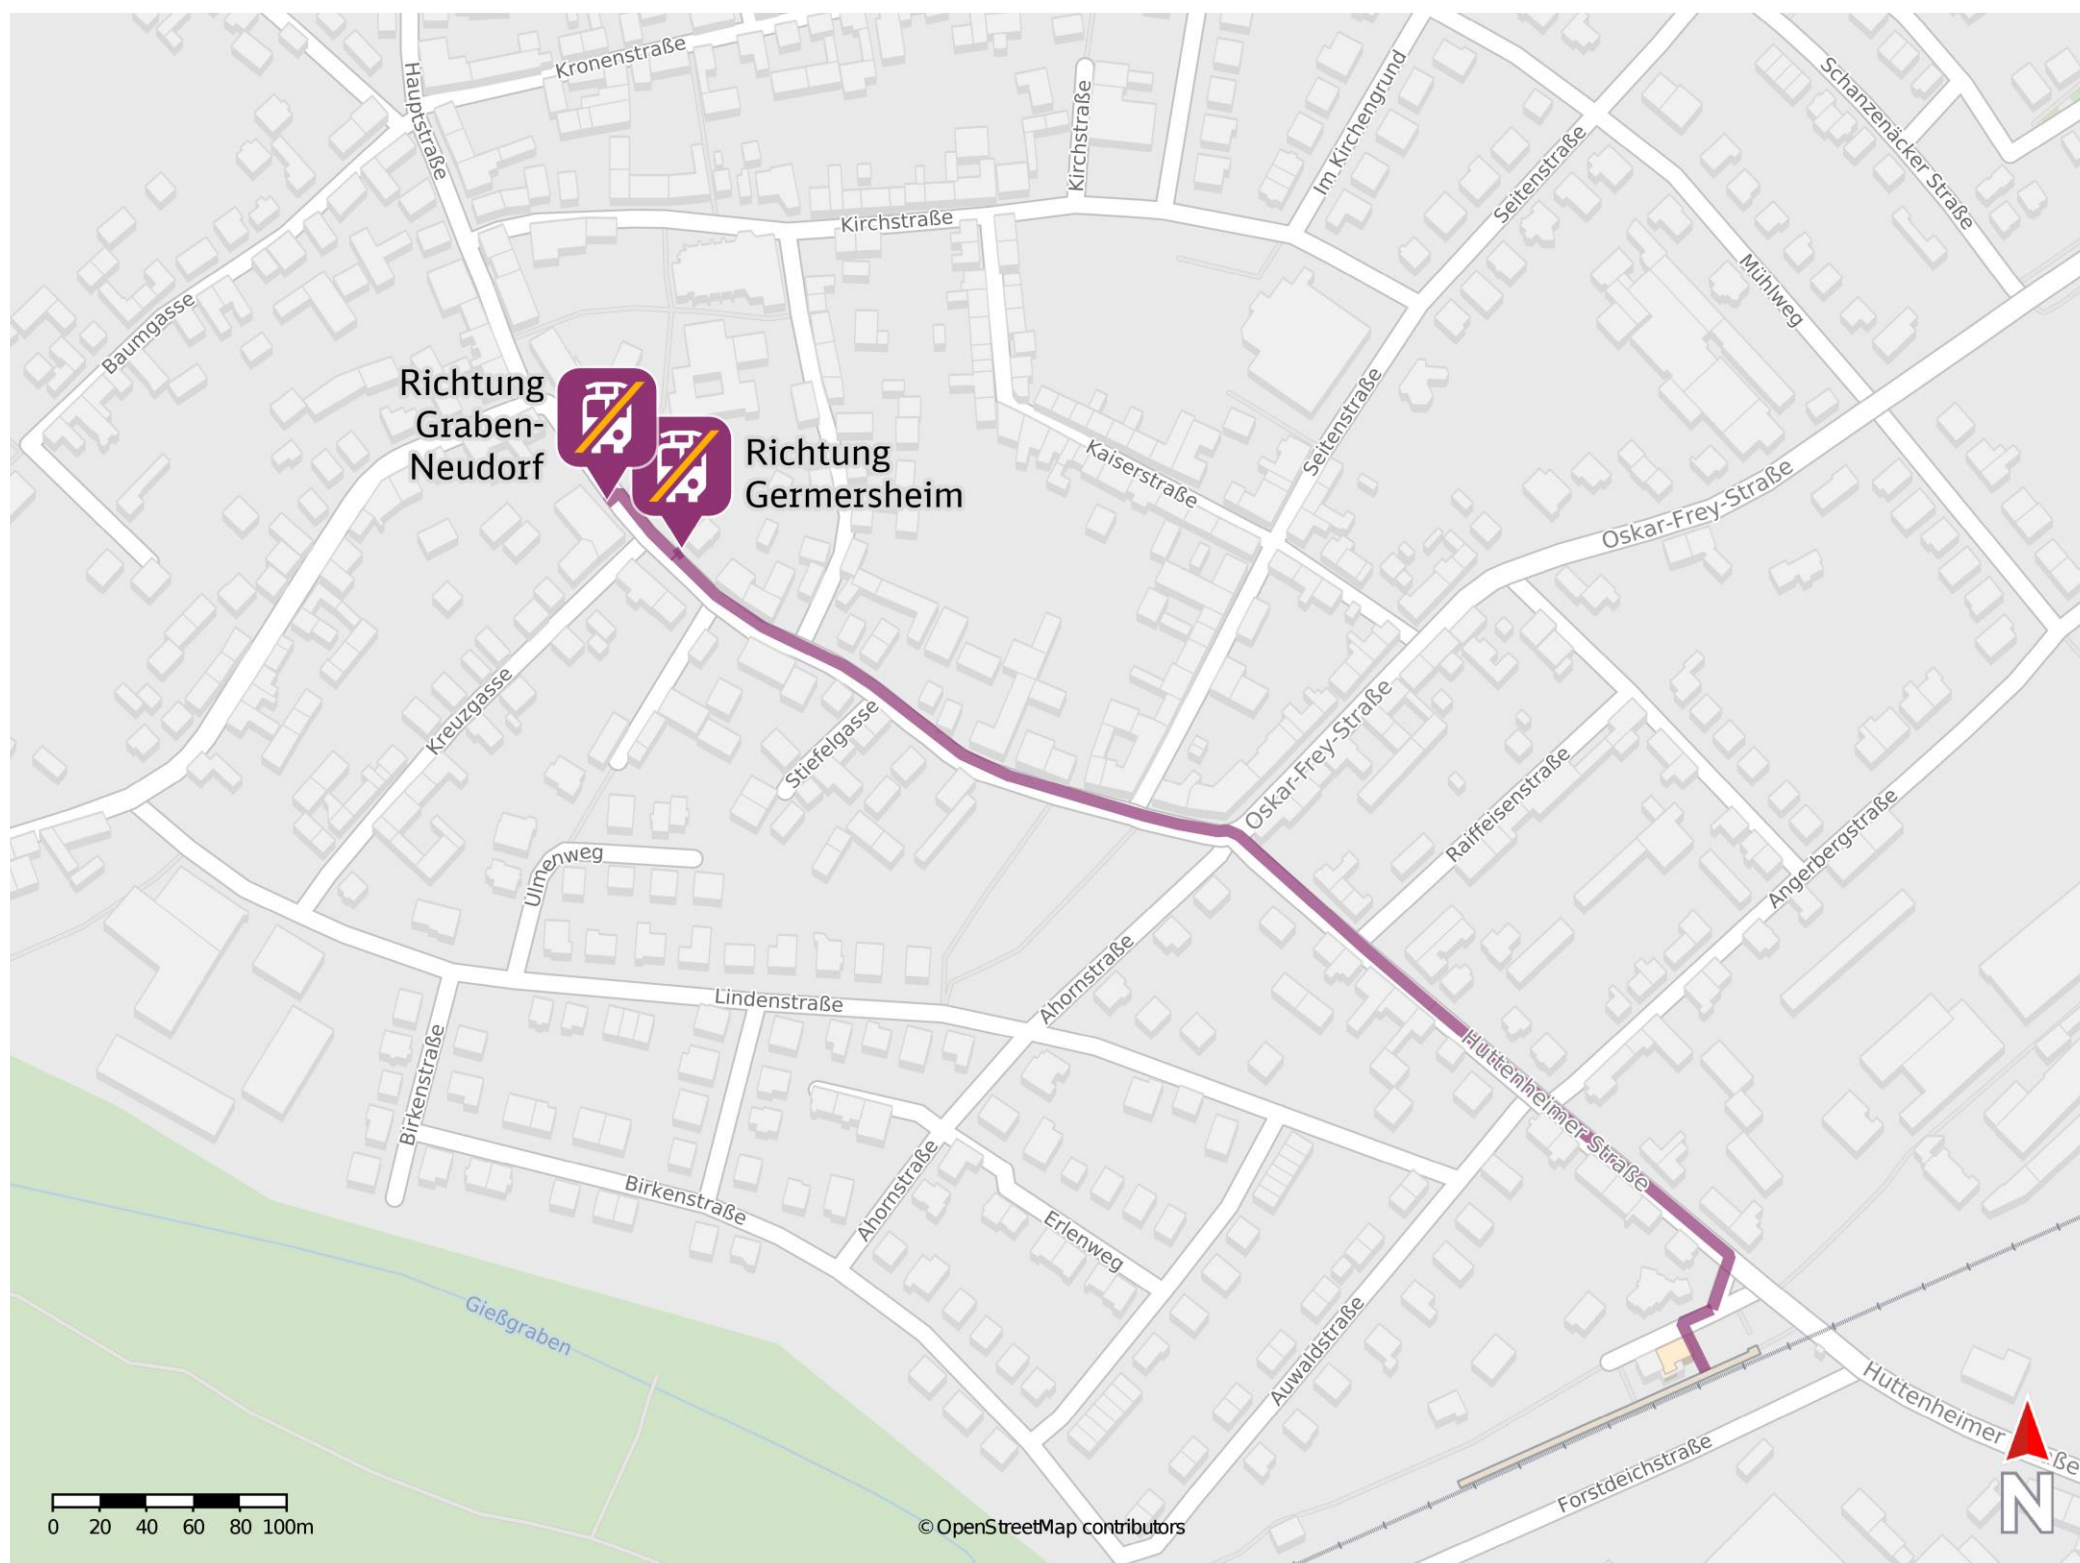 Kronenstraße
Hauptstraße
Kirchstraße
Im Kirchengrund
Seitenstraße
Schanzenäcker Straße
Kirchstraße
Mühlweg
Baumgasse
Richtung
Graben-
Neudorf
Richtung
Germersheim
Seitenstraße
Kaiserstraße
Oskar-Frey-Straße
Kreuzgasse
Stiefelgasse
Oskar-Frey-Straße
Raiffeisenstraße
Angerbergstraße
Ulmenweg
Ahornstraße
Lindenstraße
Birkenstraße
Huttenheimer Straße
Birkenstraße
Ahornstraße
Erlenweg
Gießgraben
Auwaldstraße
Huttenheimer
aße
Forstdeichstraße
N
0 20 40 60 80 100m
© OpenStreetMap contributors